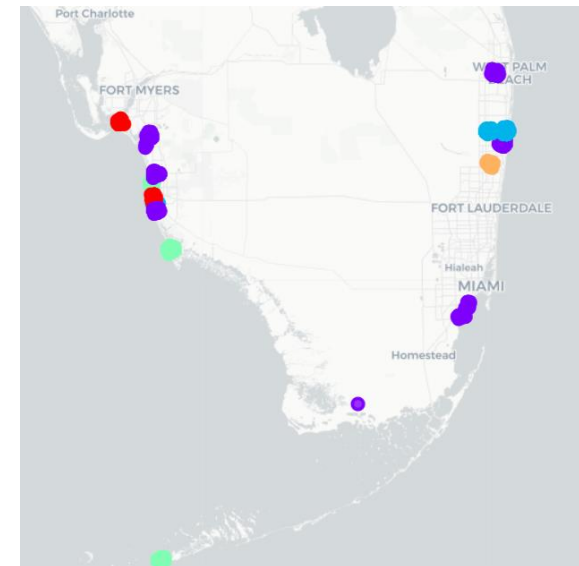 Port Charlotte
WEST PALM
BEACH
FORT MYERS
FORT LAUDERDALE
Hialeah
MIAMI
Homestead